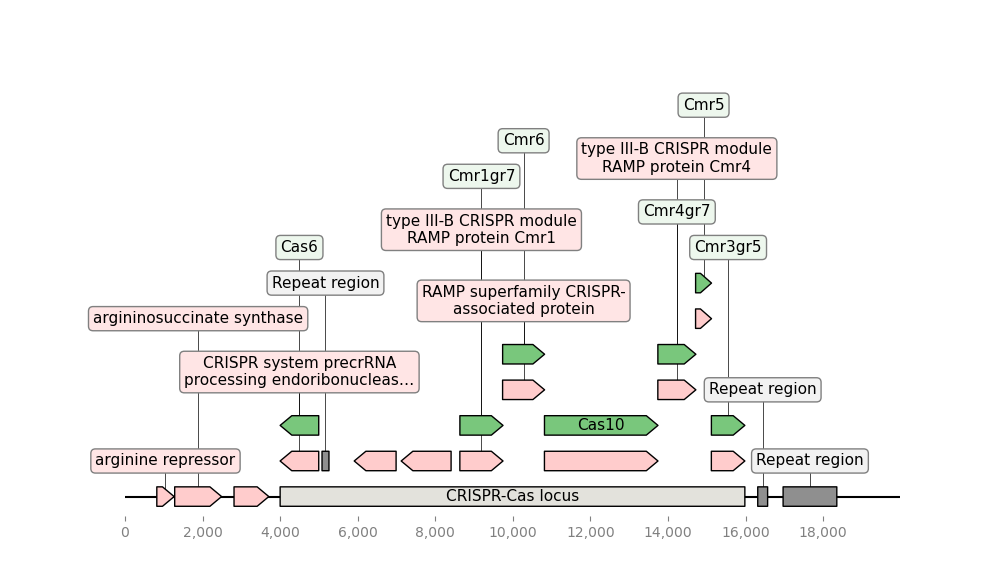 Cmr5
Cmr6
type III-B CRISPR module
RAMP protein Cmr4
Cmr1gr7
Cmr4gr7
type III-B CRISPR module
RAMP protein Cmr1
Cas6
Cmr3gr5
Repeat region
RAMP superfamily CRISPR-
associated protein
argininosuccinate synthase
CRISPR system precrRNA
processing endoribonucleas…
Repeat region
Cas10
arginine repressor
Repeat region
CRISPR-Cas locus
0 2,000 4,000 6,000 8,000 10,000 12,000 14,000 16,000 18,000